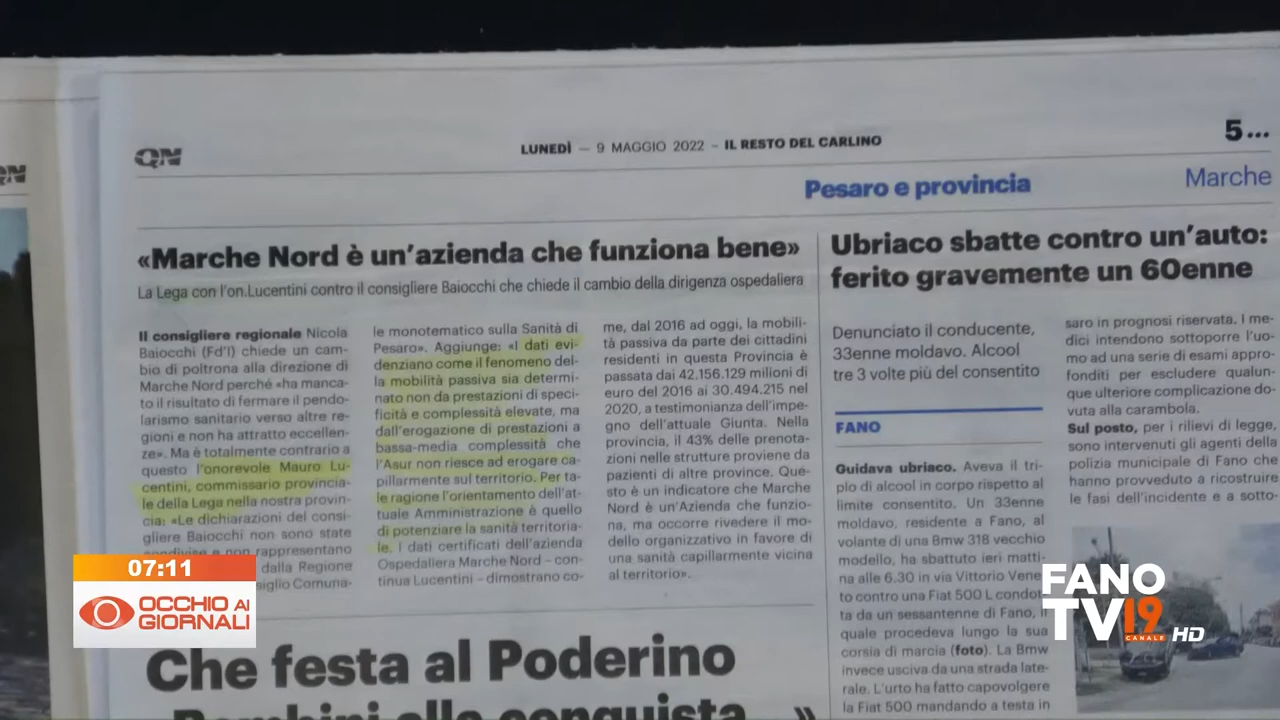 QN
QN
LUNEDÌ — 9 MAGGIO 2022 – IL RESTO DEL CARLINO
5...
Pesaro e provincia
Marche
«Marche Nord è un'azienda che funziona bene»
La Lega con l'on.Lucentini contro il consigliere Baiocchi che chiede il cambio della dirigenza ospedaliera
Il consigliere regionale Nicola
Baiocchi (Fd'I) chiede un cam-
bio di poltrona alla direzione di
Marche Nord perché «ha manca-
to il risultato di fermare il pendo-
larismo sanitario verso altre re-
gioni e non ha attratto eccellen-
ze». Ma è totalmente contrario a
questo l'onorevole Mauro Lu-
centini, commissario provincia-
le della Lega nella nostra provin-
cia: «Le dichiarazioni del consi-
gliere Baiocchi non sono state
condivise e non rappresentano
dalla Regione
siglio Comuna-
le monotematico sulla Sanità di
Pesaro». Aggiunge: «I dati evi-
denziano come il fenomeno del-
la mobilità passiva sia determi-
nato non da prestazioni di speci-
ficità e complessità elevate, ma
dall'erogazione di prestazioni a
bassa-media complessità che
l'Asur non riesce ad erogare ca-
pillarmente sul territorio. Per ta-
le ragione l'orientamento dell'at-
tuale Amministrazione è quello
di potenziare la sanità territoria-
le. I dati certificati dell'azienda
Ospedaliera Marche Nord – con-
tinua Lucentini – dimostrano co-
me, dal 2016 ad oggi, la mobili-
tà passiva da parte dei cittadini
residenti in questa Provincia è
passata dai 42.156.129 milioni di
euro del 2016 ai 30.494.215 nel
2020, a testimonianza dell'impe-
gno dell'attuale Giunta. Nella
provincia, il 43% delle prenota-
zioni nelle strutture proviene da
pazienti di altre province. Que-
sto è un indicatore che Marche
Nord è un'Azienda che funzio-
na, ma occorre rivedere il mo-
dello organizzativo in favore di
una sanità capillarmente vicina
al territorio».
Ubriaco sbatte contro un'auto:
ferito gravemente un 60enne
Denunciato il conducente,
33enne moldavo. Alcool
tre 3 volte più del consentito
FANO
Guidava ubriaco. Aveva il tri-
plo di alcool in corpo rispetto al
limite consentito. Un 33enne
moldavo, residente a Fano, al
volante di una Bmw 318 vecchio
modello, ha sbattuto ieri matti-
na alle 6.30 in via Vittorio Vene
to contro una Fiat 500 L condot
ta da un sessantenne di Fano, il
quale procedeva lungo la sua
corsia di marcia (foto). La Bmw
invece usciva da una strada late-
rale. L'urto ha fatto capovolgere
la Fiat 500 mandando a testa in
saro in prognosi riservata. I me-
dici intendono sottoporre l'uo-
mo ad una serie di esami appro-
fonditi per escludere qualun-
que ulteriore complicazione do-
vuta alla carambola.
Sul posto, per i rilievi di legge,
sono intervenuti gli agenti della
polizia municipale di Fano che
hanno provveduto a ricostruire
le fasi dell'incidente e a sotto-
Che festa al Poderino
Bambini alla conquista
07:11
OCCHIO AI
GIORNALI
FANO
TV19
CANALE
HD